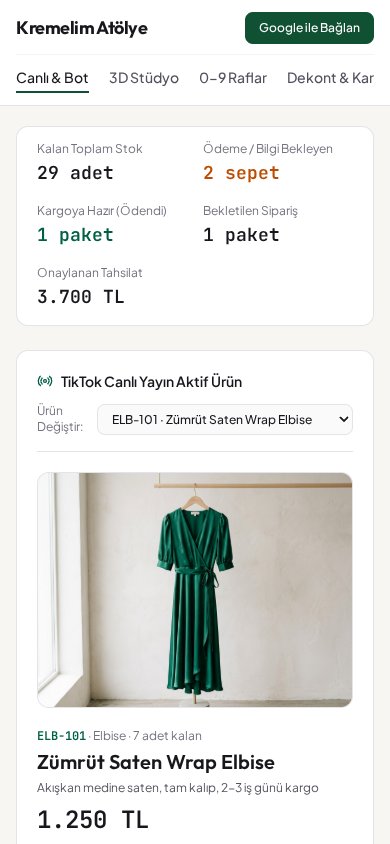 Kremelim Atölye
Google ile Bağlan
Canlı & Bot
3D Stüdyo
0–9 Raflar
Dekont & Kar
Kalan Toplam Stok
29 adet
Ödeme / Bilgi Bekleyen
2 sepet
Kargoya Hazır (Ödendi)
1 paket
Bekletilen Sipariş
1 paket
Onaylanan Tahsilat
3.700 TL
TikTok Canlı Yayın Aktif Ürün
Ürün
Değiştir:
ELB-101 · Zümrüt Saten Wrap Elbise
ELB-101 · Elbise · 7 adet kalan
Zümrüt Saten Wrap Elbise
Akışkan medine saten, tam kalıp, 2–3 iş günü kargo
1.250 TL